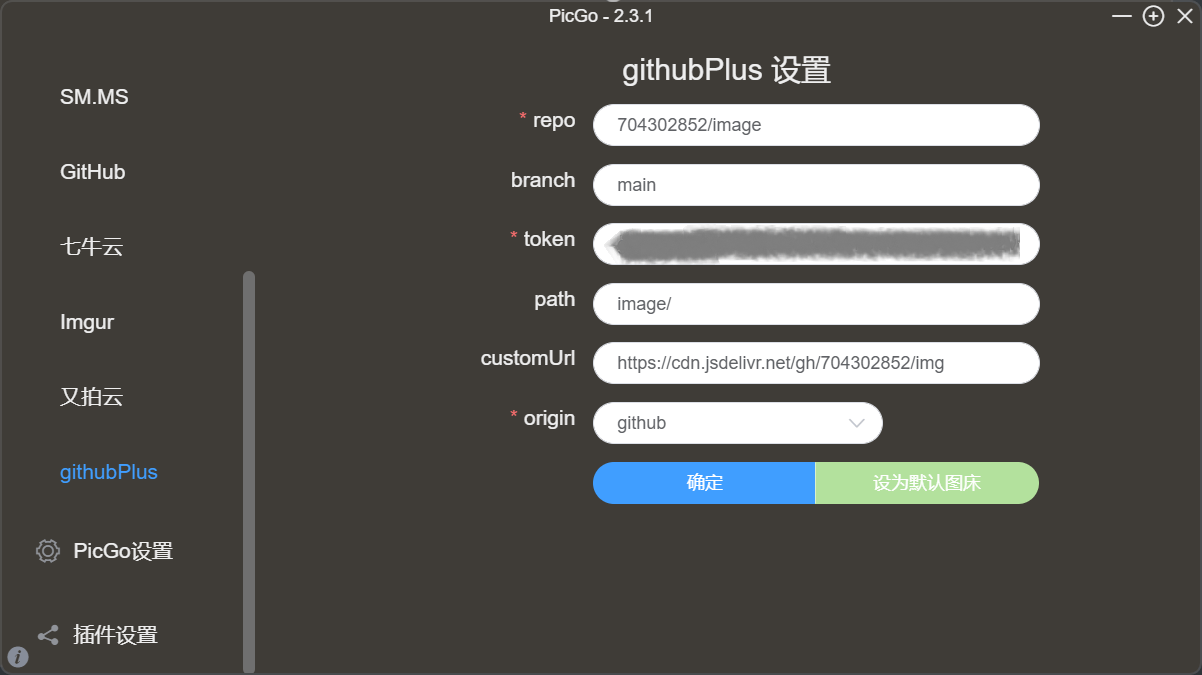 PicGo - 2.3.1
SM.MS
GitHub
七牛云
Imgur
又拍云
githubPlus
PicGo设置
插件设置
githubPlus 设置
* repo 704302852/image
branch main
* token
path image/
customUrl https://cdn.jsdelivr.net/gh/704302852/img
* origin github
确定 设为默认图床